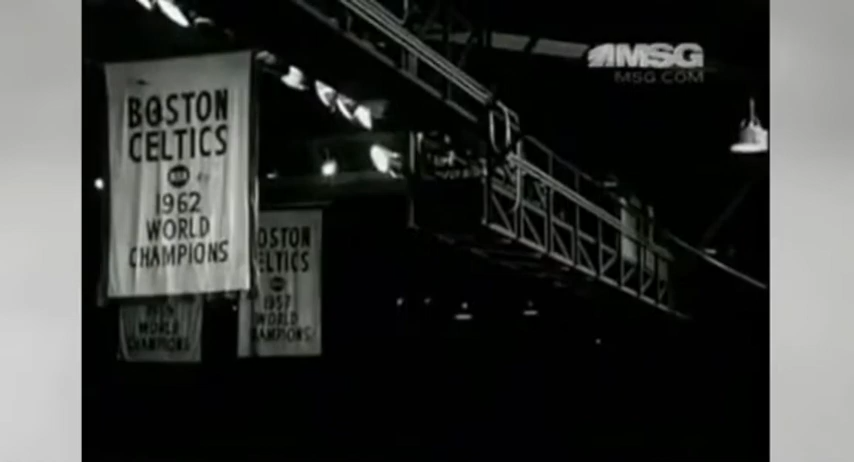 MSG
MSG.COM
BOSTON
CELTICS
1962
WORLD
CHAMPIONS
BOSTON
CELTICS
1957
WORLD
CHAMPIONS
WORLD
CHAMPIONS